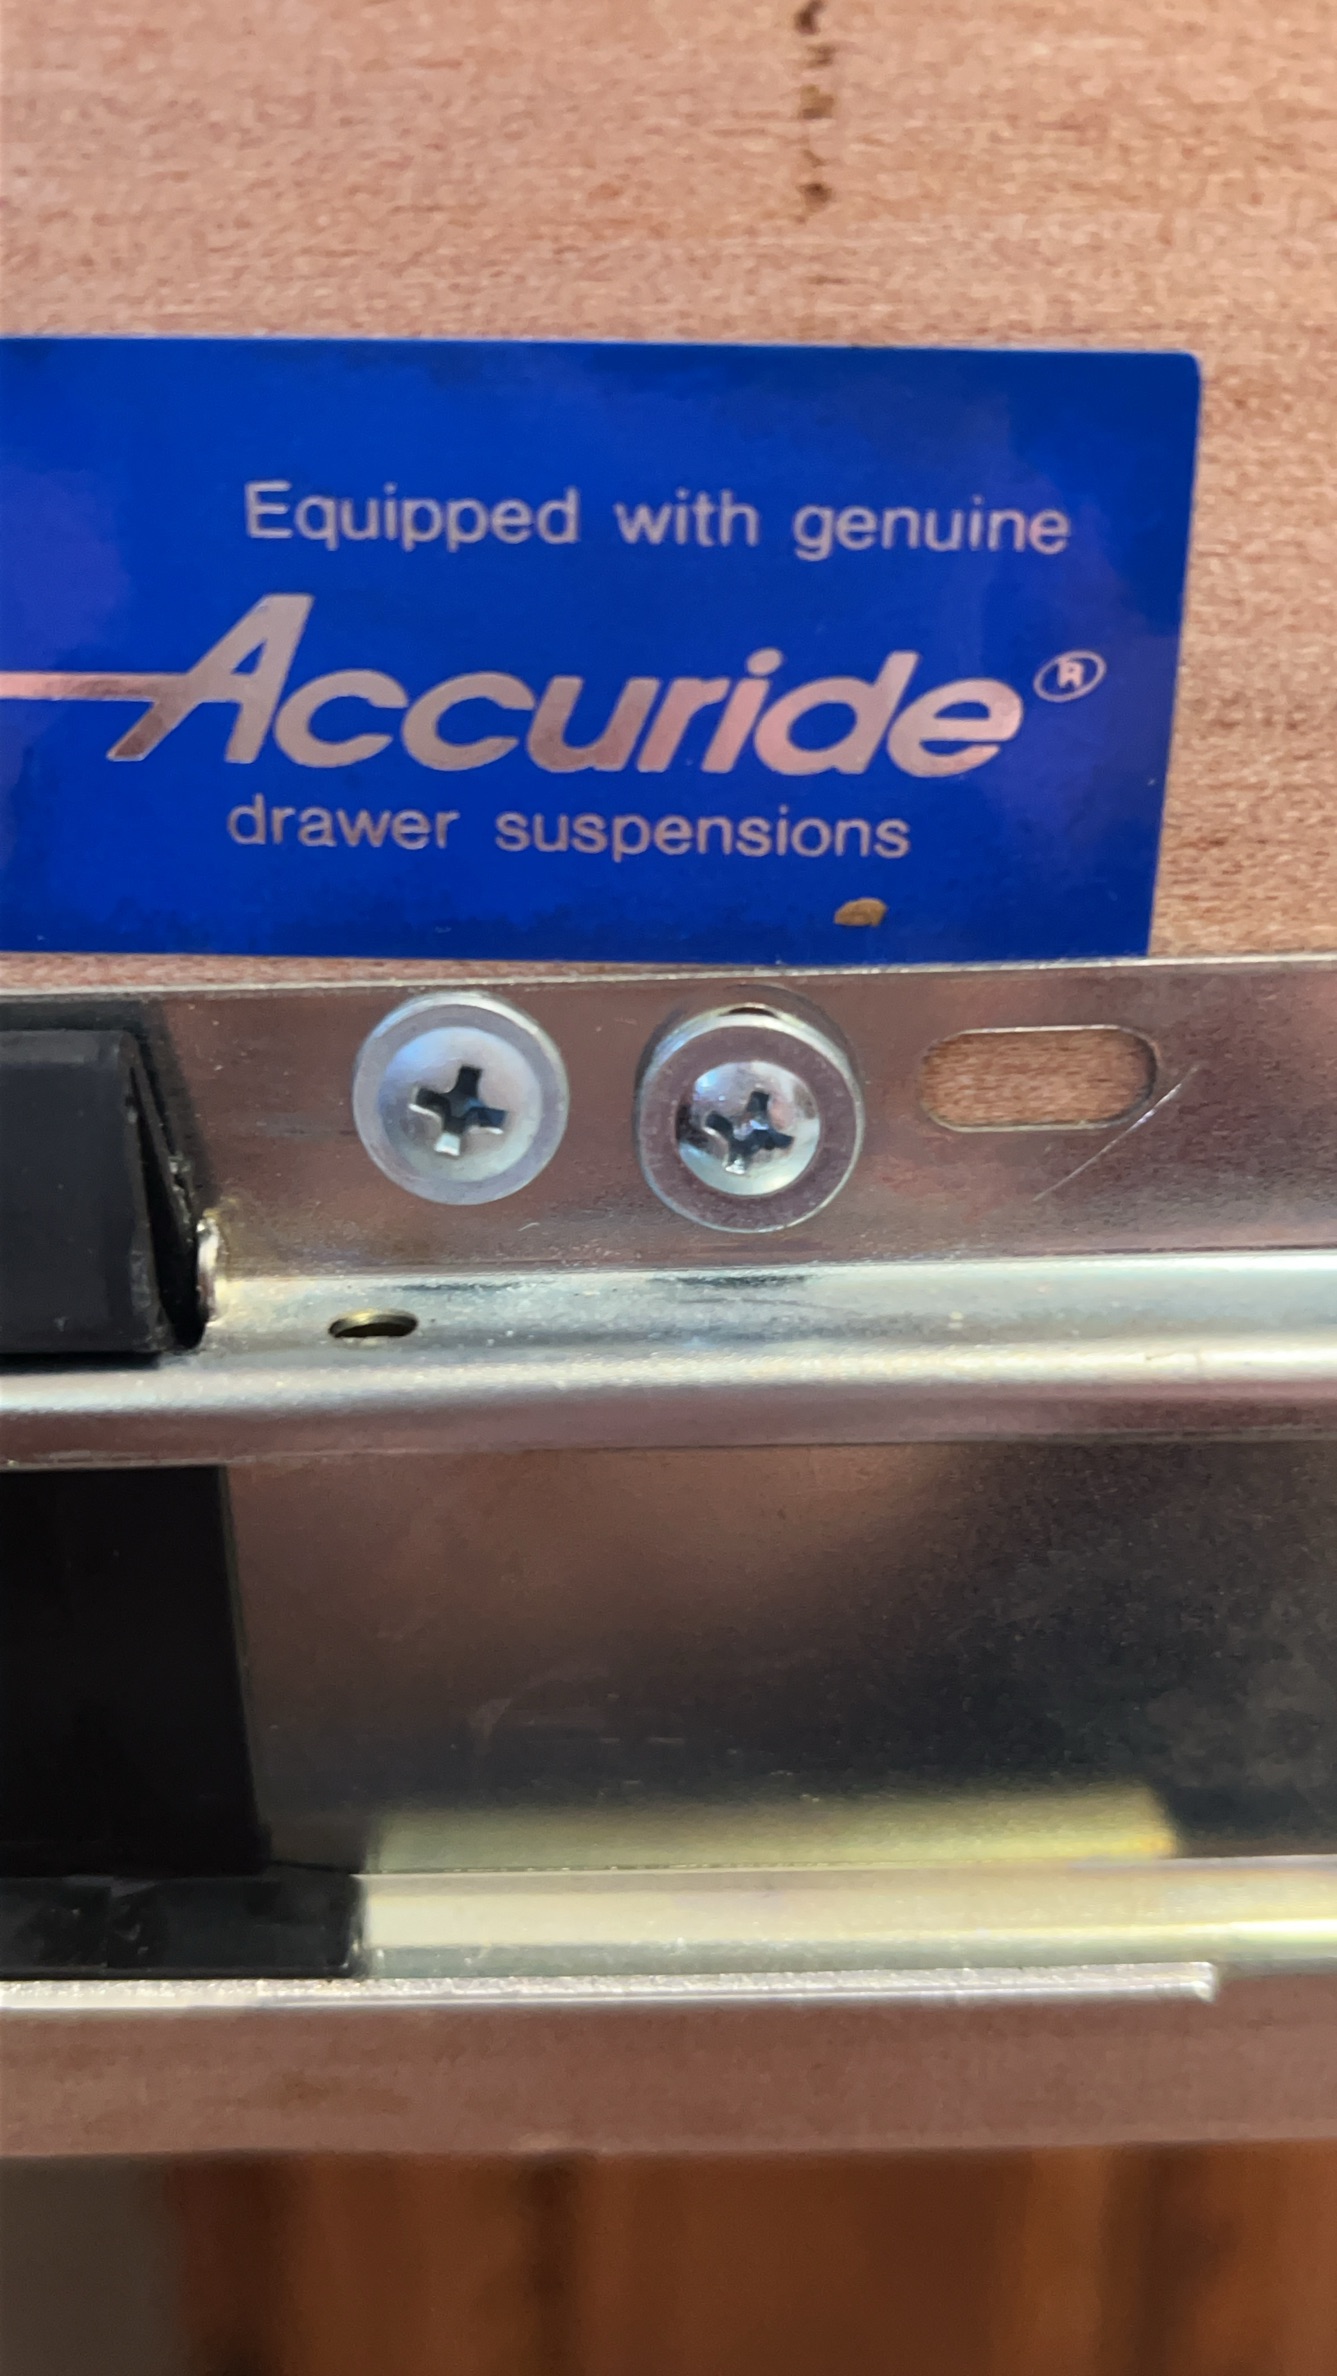 Equipped with genuine
Accuride®
drawer suspensions